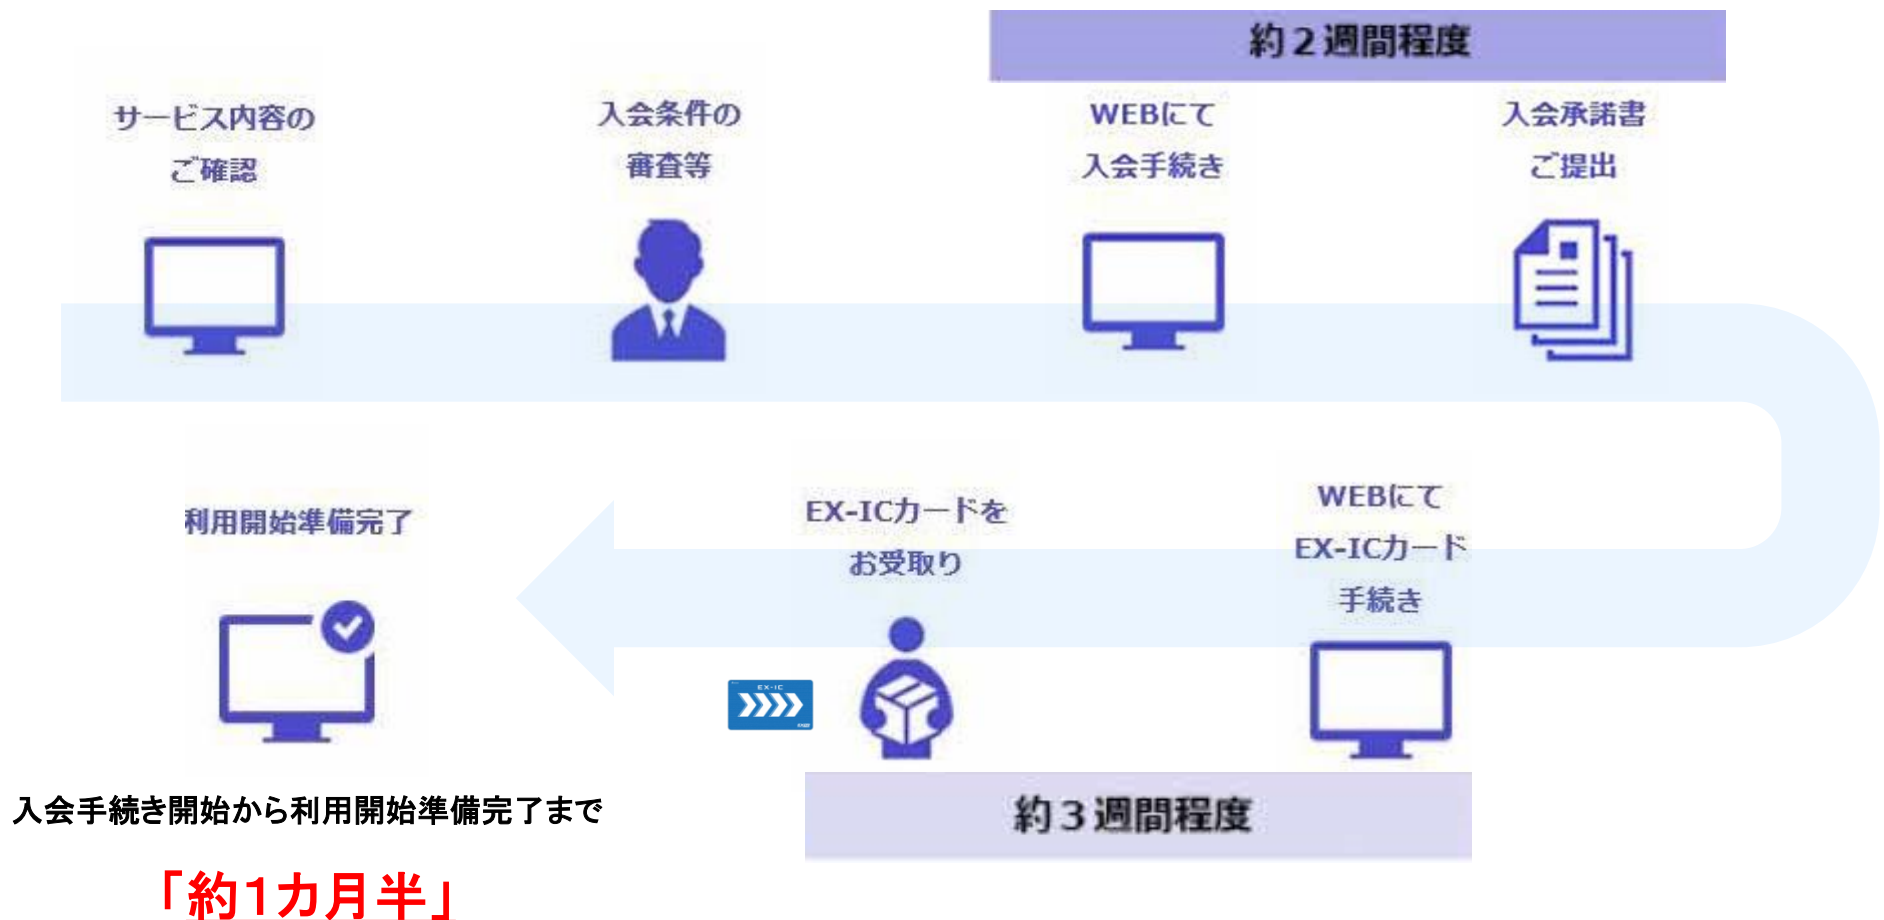 約２週間程度
サービス内容の
ご確認
入会条件の
審査等
WEBにて
入会手続き
入会承諾書
ご提出
WEBにて
EX-ICカード
手続き
EX-ICカードを
お受取り
EX-IC
利用開始準備完了
約３週間程度
入会手続き開始から利用開始準備完了まで
「約1カ月半」